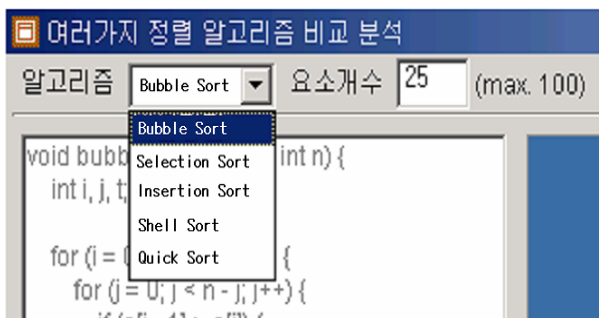 여러가지 정렬 알고리즘 비교 분석
알고리즘 Bubble Sort 요소개수 25 (max. 100)
Bubble Sort
Selection Sort
Insertion Sort
Shell Sort
Quick Sort
void bubb int n) {
int i, j, t;
for (i = {
for (j = 0; j < n - j; j++) {